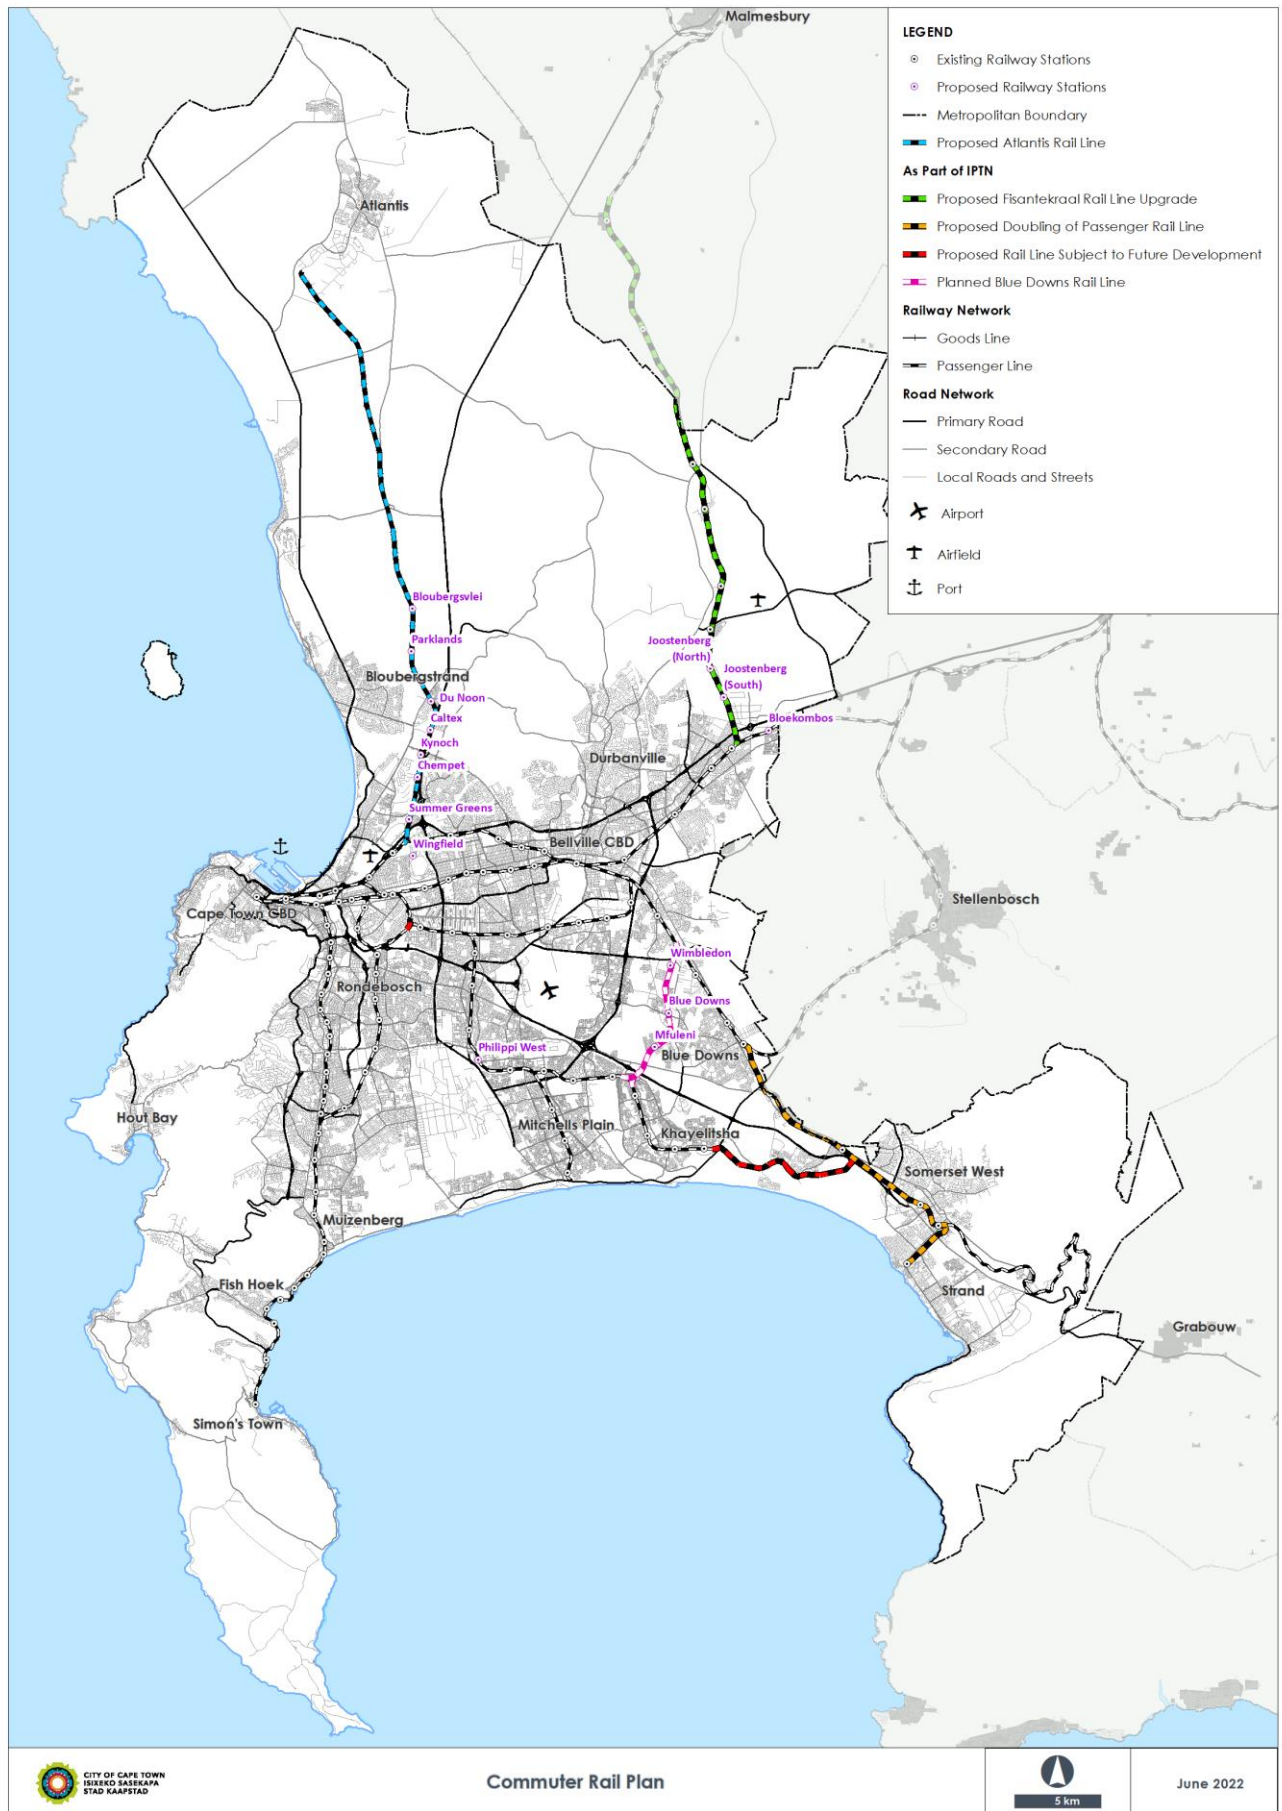 Malmesbury
LEGEND
Existing Railway Stations
Proposed Railway Stations
Metropolitan Boundary
Proposed Atlantis Rail Line
As Part of IPTN
Proposed Fisantekraal Rail Line Upgrade
Proposed Doubling of Passenger Rail Line
Proposed Rail Line Subject to Future Development
Planned Blue Downs Rail Line
Railway Network
Goods Line
Passenger Line
Road Network
Primary Road
Secondary Road
Local Roads and Streets
Airport
Airfield
Port
Atlantis
Bloubergsvlei
Parklands
Bloubergstrand
Du Noon
Caltex
Kynoch
Chempet
Summer Greens
Wingfield
Joostenberg
(North)
Joostenberg
(South)
Bloekombos
Durbanville
Bellville CBD
Cape Town CBD
Stellenbosch
Rondebosch
Wimbledon
Blue Downs
Mfuleni
Blue Downs
Philippi West
Hout Bay
Mitchells Plain
Khayelitsha
Somerset West
Muizenberg
Fish Hoek
Strand
Grabouw
Simon's Town
CITY OF CAPE TOWN
ISIXEKO SASEKAPA
STAD KAAPSTAD
Commuter Rail Plan
5 km
June 2022